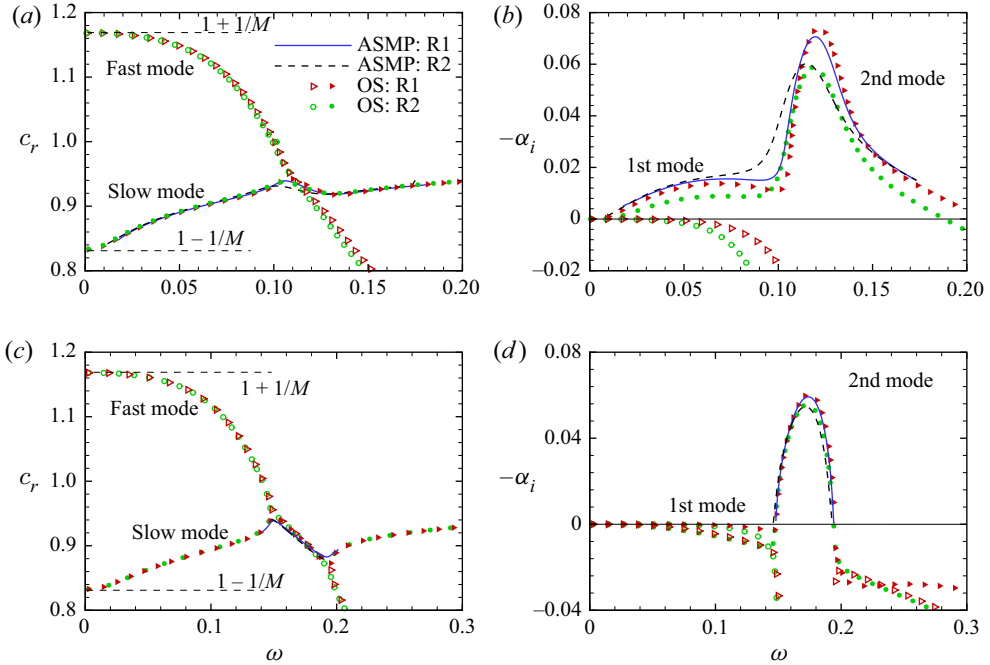 (a)
1.2
1.1
1.0
0.9
0.8
c_r
1 + 1/M
Fast mode
Slow mode
1 − 1/M
ASMP: R1
ASMP: R2
OS: R1
OS: R2
0
0.05
0.10
0.15
0.20
(b)
0.08
0.06
0.04
0.02
0
−0.02
−α_i
1st mode
2nd mode
0
0.05
0.10
0.15
0.20
(c)
1.2
1.1
1.0
0.9
0.8
c_r
1 + 1/M
Fast mode
Slow mode
1 − 1/M
0
0.1
0.2
0.3
ω
(d)
0.08
0.04
0
−0.04
−α_i
1st mode
2nd mode
0
0.1
0.2
0.3
ω